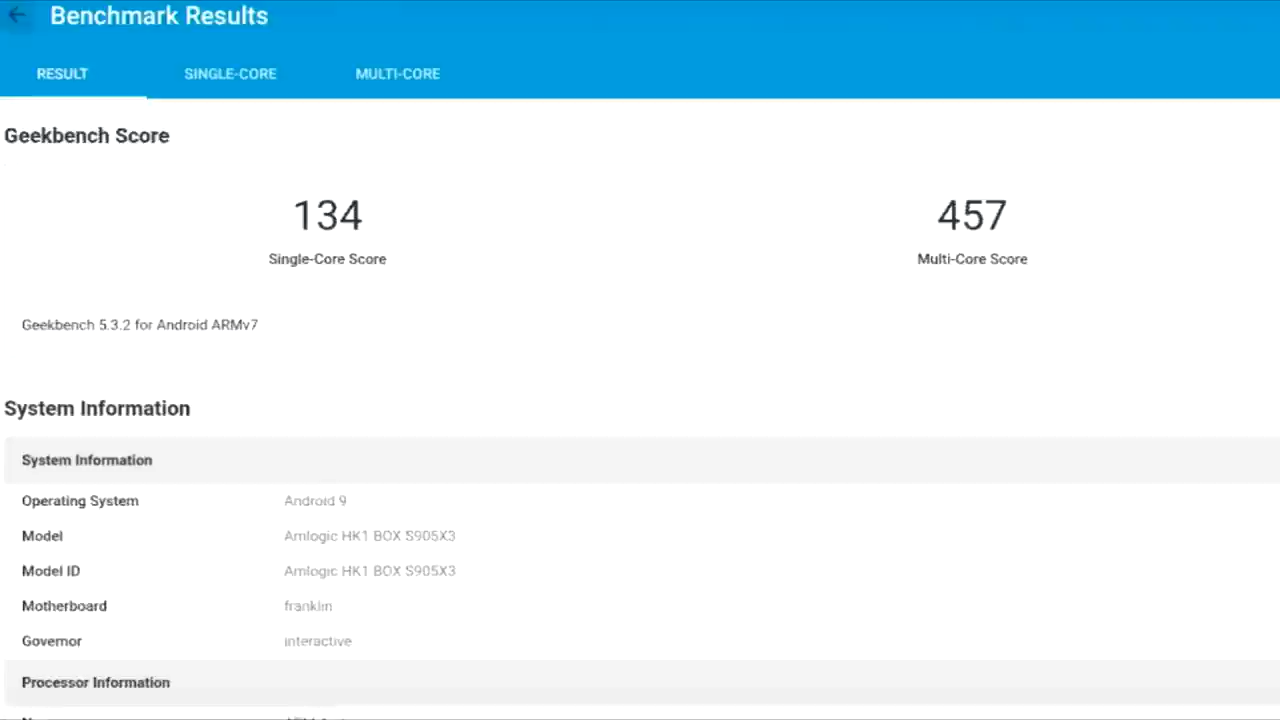 Benchmark Results
RESULT SINGLE-CORE MULTI-CORE
Geekbench Score
134 457
Single-Core Score Multi-Core Score
Geekbench 5.3.2 for Android ARMv7
System Information
System Information
Operating System Android 9
Model Amlogic HK1 BOX S905X3
Model ID Amlogic HK1 BOX S905X3
Motherboard franklin
Governor interactive
Processor Information